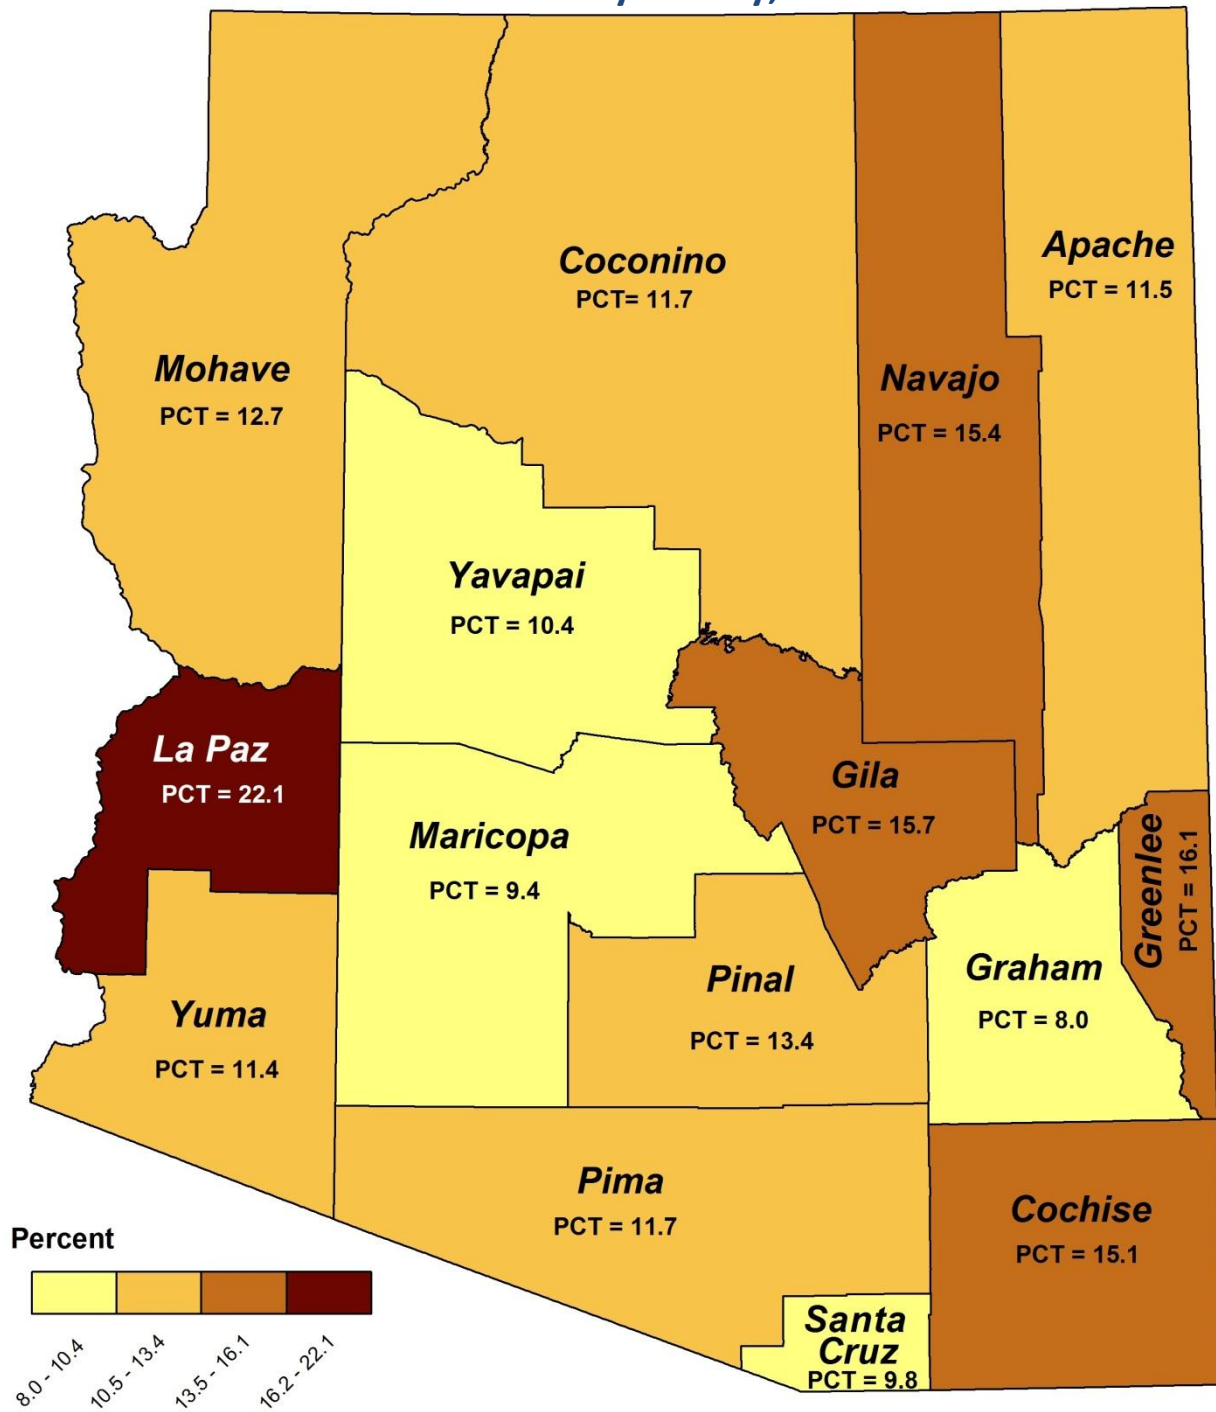 Coconino
PCT= 11.7
Apache
PCT = 11.5
Mohave
PCT = 12.7
Navajo
PCT = 15.4
Yavapai
PCT = 10.4
La Paz
PCT = 22.1
Gila
PCT = 15.7
Maricopa
PCT = 9.4
Greenlee
PCT = 16.1
Pinal
PCT = 13.4
Graham
PCT = 8.0
Yuma
PCT = 11.4
Pima
PCT = 11.7
Cochise
PCT = 15.1
Santa
Cruz
PCT = 9.8
Percent
8.0 - 10.4
10.5 - 13.4
13.5 - 16.1
16.2 - 22.1